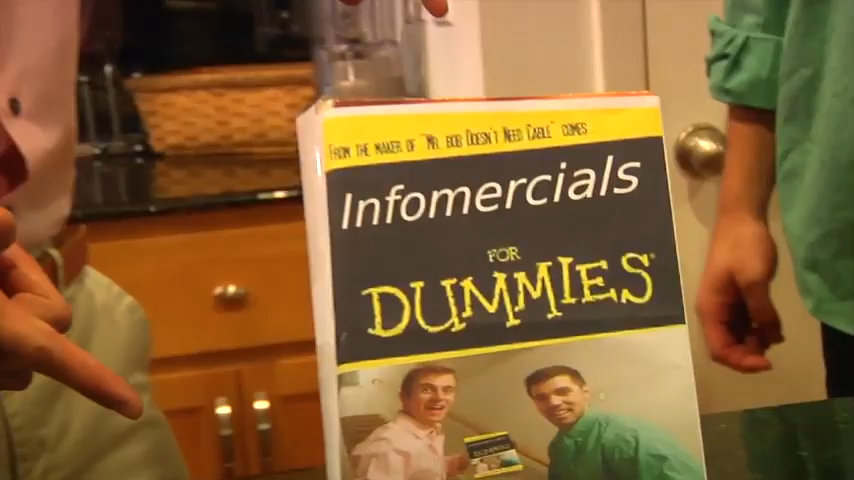 From the maker of "Mr. Bob Doesn't Need Cable" comes
Infomercials
FOR
DUMMIES®